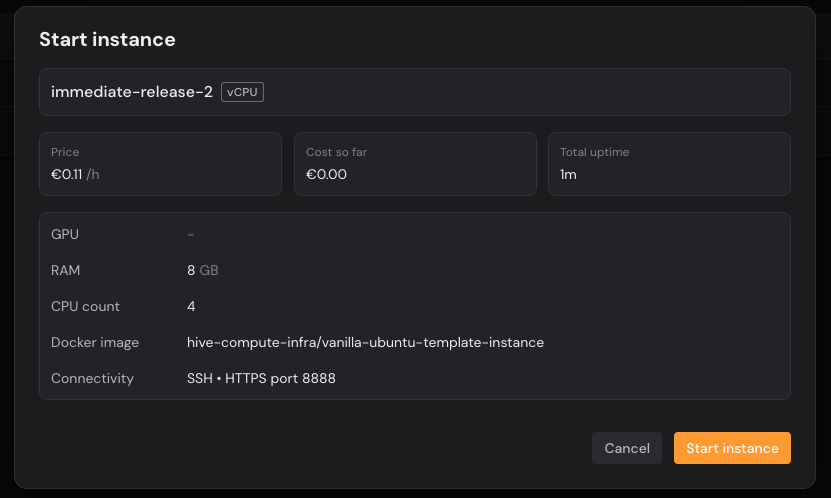 Start instance
immediate-release-2 vCPU
Price
€0.11 /h
Cost so far
€0.00
Total uptime
1m
GPU -
RAM 8 GB
CPU count 4
Docker image hive-compute-infra/vanilla-ubuntu-template-instance
Connectivity SSH • HTTPS port 8888
Cancel Start instance